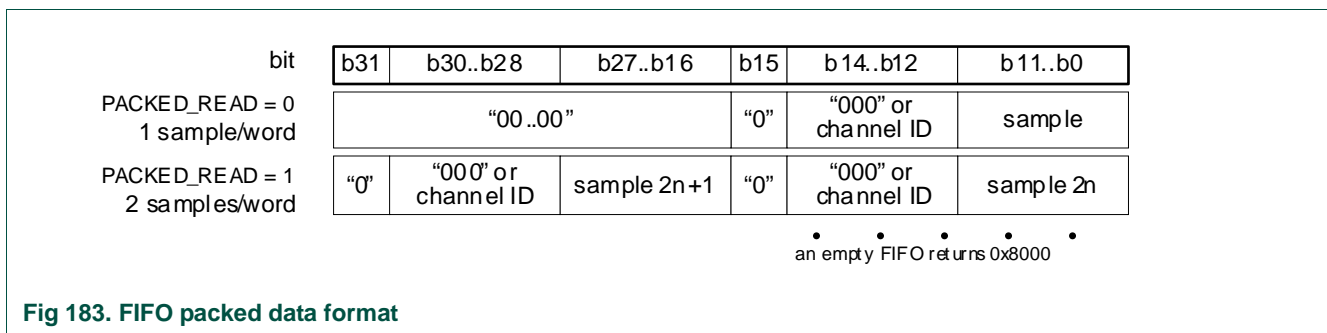 bit b31 b30..b28 b27..b16 b15 b14..b12 b11..b0
PACKED_READ = 0
1 sample/word
“00..00” “0” “000” or
channel ID sample
PACKED_READ = 1
2 samples/word
“0” “000” or
channel ID sample 2n+1 “0” “000” or
channel ID sample 2n
an empty FIFO returns 0x8000
Fig 183. FIFO packed data format